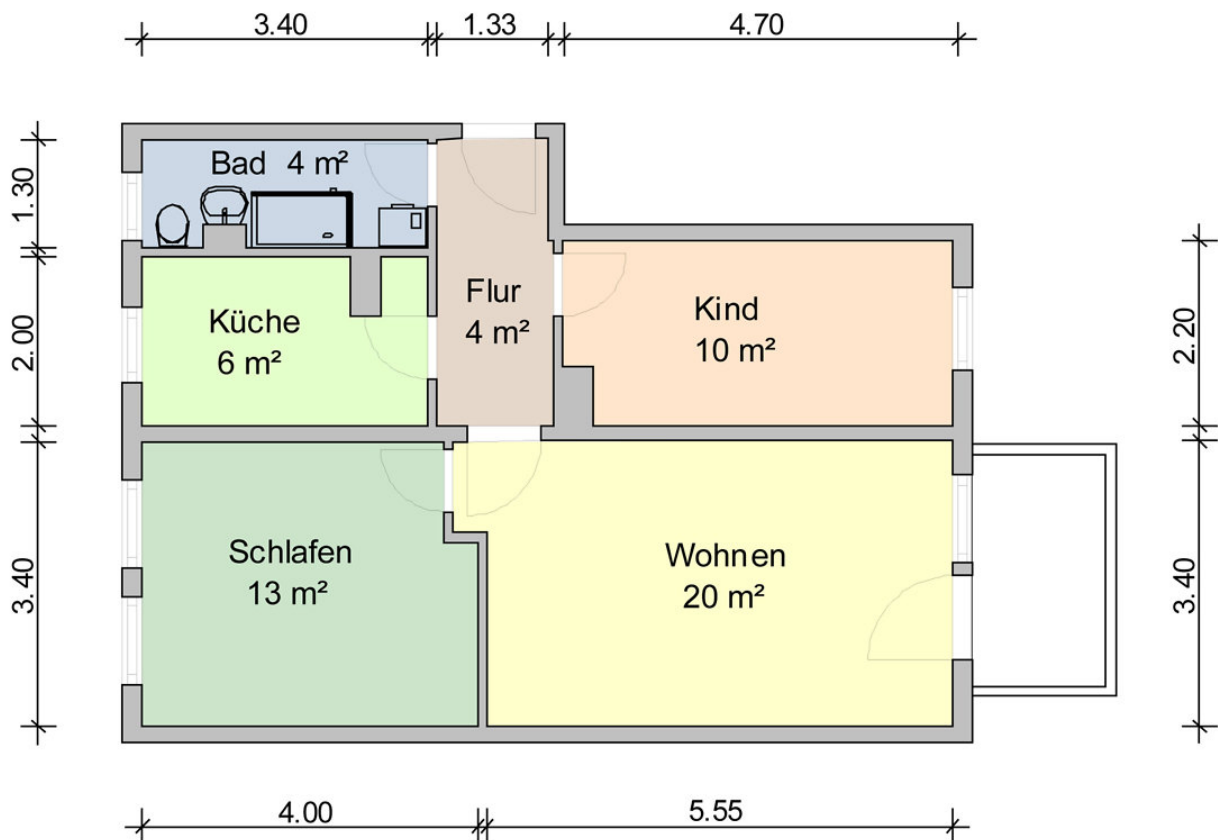 3.40
1.33
4.70
1.30
Bad 4 m²
2.00
Küche
6 m²
Flur
4 m²
Kind
10 m²
2.20
3.40
Schlafen
13 m²
Wohnen
20 m²
3.40
4.00
5.55